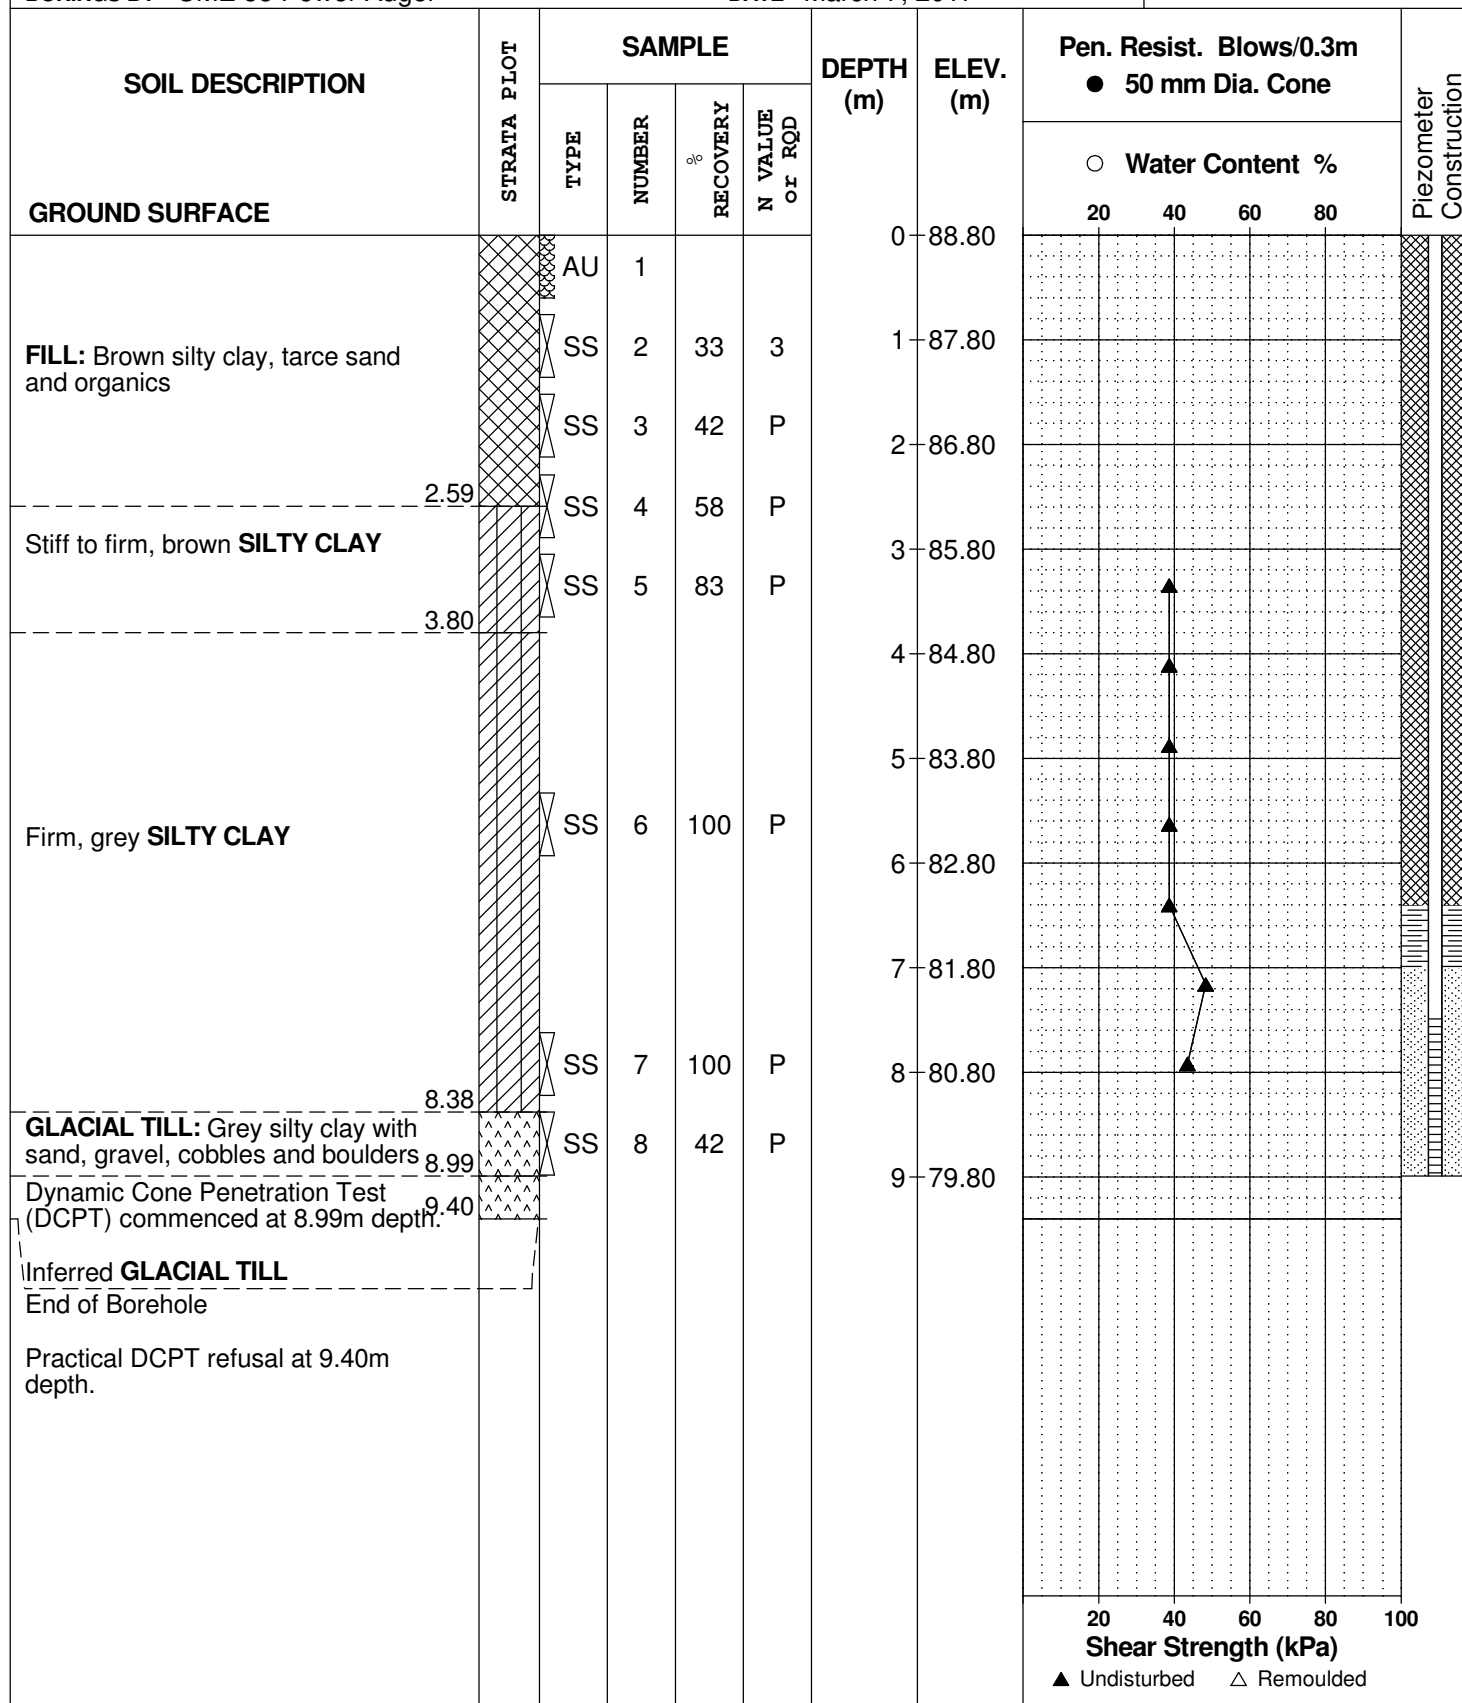 SOIL DESCRIPTION
GROUND SURFACE
STRATA PLOT
SAMPLE
TYPE
NUMBER
%
RECOVERY
N VALUE
or RQD
DEPTH
(m)
ELEV.
(m)
Pen. Resist. Blows/0.3m
● 50 mm Dia. Cone
○ Water Content %
20 40 60 80
Piezometer
Construction
0 88.80
AU 1
FILL: Brown silty clay, tarce sand
and organics
SS 2 33 3
1 87.80
SS 3 42 P
2 86.80
2.59
SS 4 58 P
Stiff to firm, brown SILTY CLAY
3 85.80
SS 5 83 P
3.80
4 84.80
5 83.80
Firm, grey SILTY CLAY
SS 6 100 P
6 82.80
7 81.80
SS 7 100 P
8 80.80
8.38
GLACIAL TILL: Grey silty clay with
sand, gravel, cobbles and boulders
8.99
SS 8 42 P
9 79.80
Dynamic Cone Penetration Test
(DCPT) commenced at 8.99m depth.
9.40
Inferred GLACIAL TILL
End of Borehole
Practical DCPT refusal at 9.40m
depth.
20 40 60 80 100
Shear Strength (kPa)
▲ Undisturbed △ Remoulded